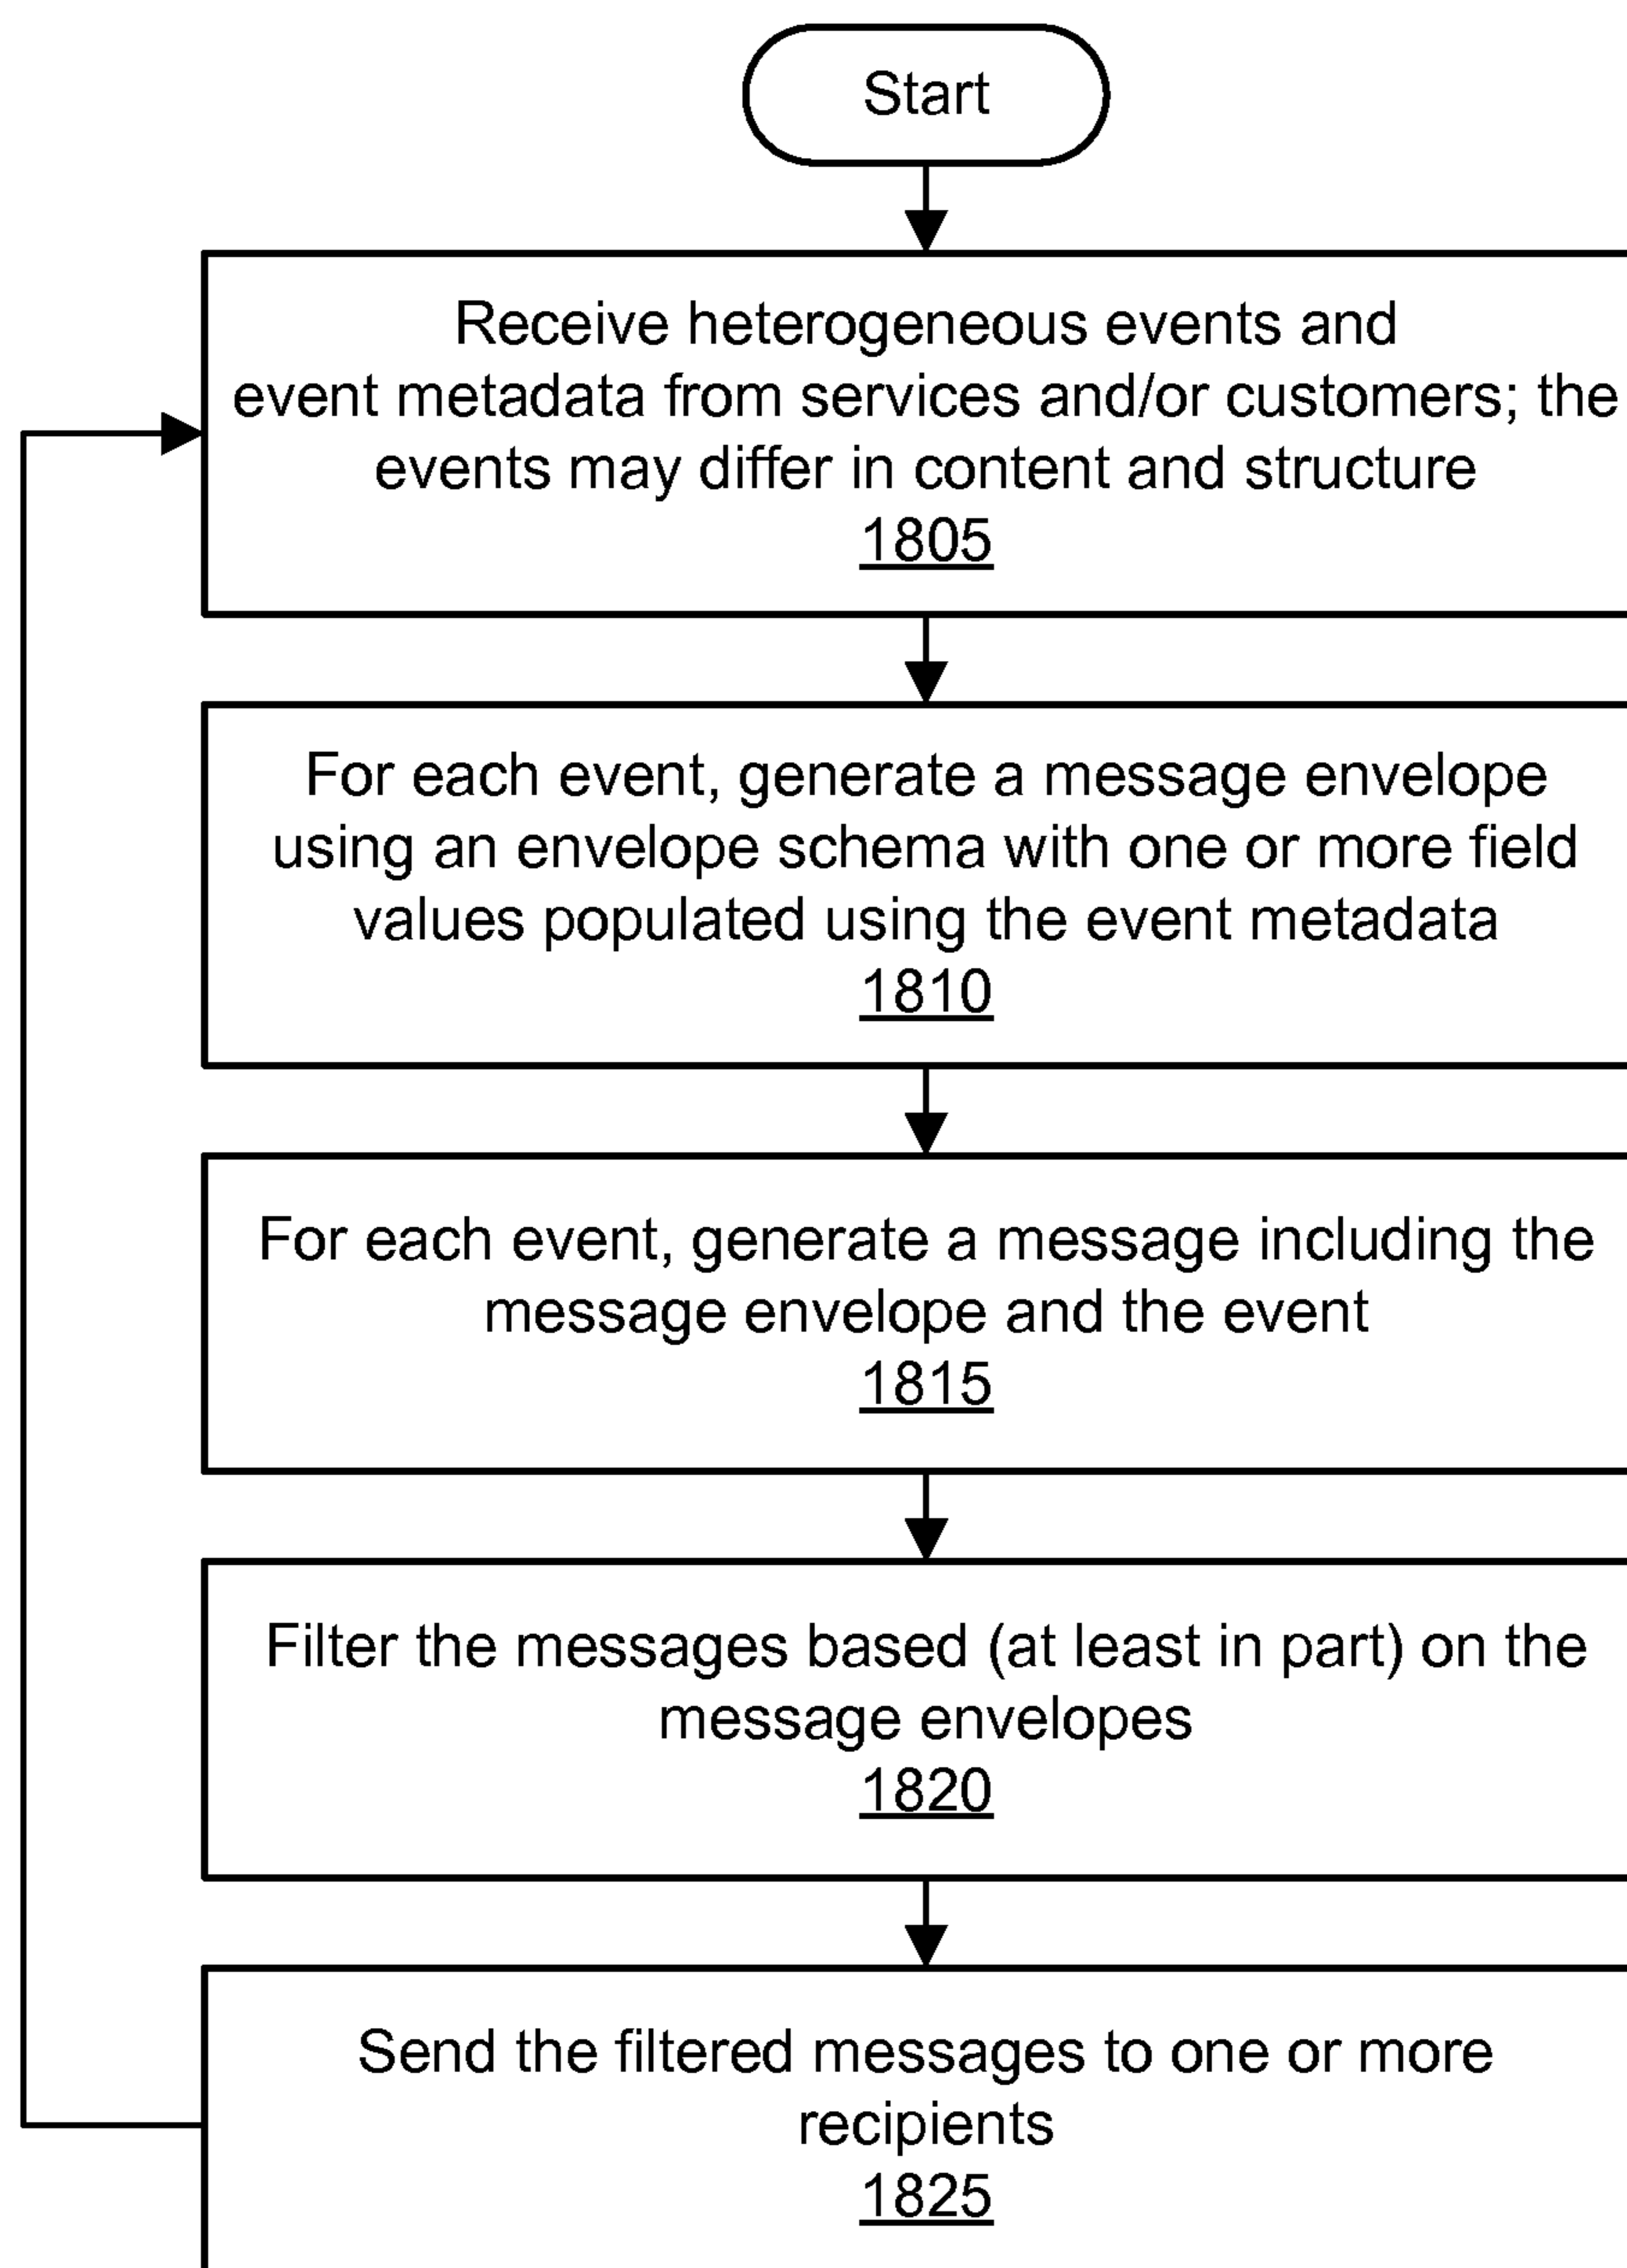 Start
Receive heterogeneous events and
event metadata from services and/or customers; the
events may differ in content and structure
1805
For each event, generate a message envelope
using an envelope schema with one or more field
values populated using the event metadata
1810
For each event, generate a message including the
message envelope and the event
1815
Filter the messages based (at least in part) on the
message envelopes
1820
Send the filtered messages to one or more
recipients
1825